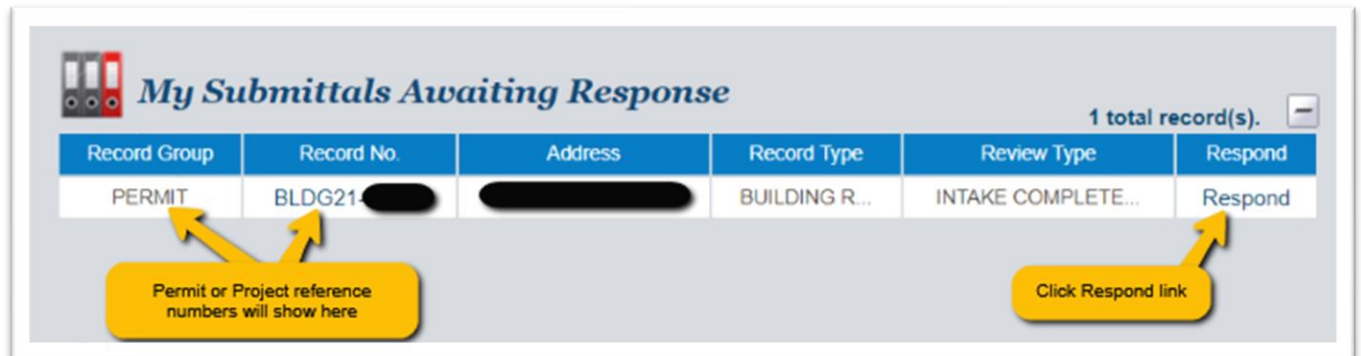 My Submittals Awaiting Response
1 total record(s).
Record Group Record No. Address Record Type Review Type Respond
PERMIT BLDG21- BUILDING R... INTAKE COMPLETE... Respond
Permit or Project reference
numbers will show here
Click Respond link